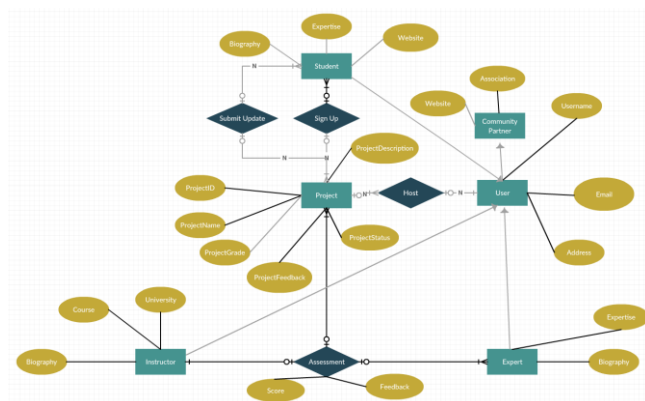 Expertise
Biography
Website
Student
N
N
Association
Submit Update
Sign Up
Website
Community
Partner
Username
N
N
ProjectDescription
ProjectID
Project
N
Host
N
User
Email
ProjectName
ProjectStatus
ProjectGrade
Address
ProjectFeedback
University
Course
Expertise
Biography
Instructor
Assessment
Expert
Biography
Score
Feedback